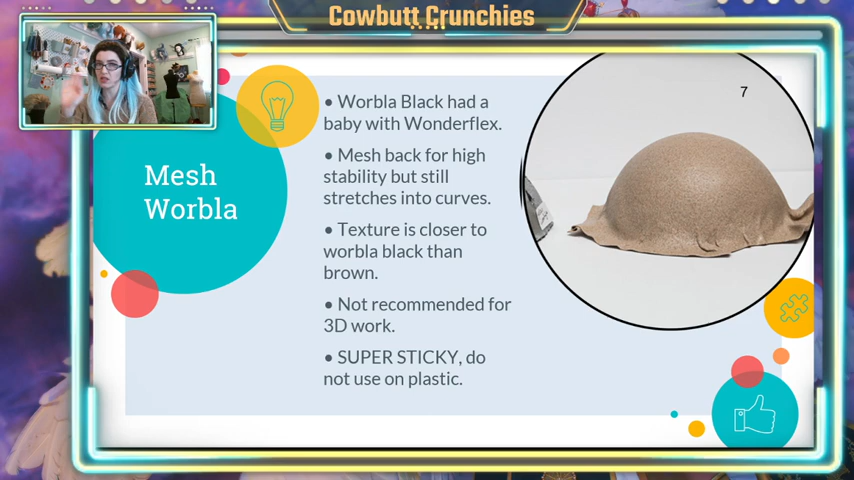 Cowbutt Crunchies
Mesh
Worbla
• Worbla Black had a
baby with Wonderflex.
• Mesh back for high
stability but still
stretches into curves.
• Texture is closer to
worbla black than
brown.
• Not recommended for
3D work.
• SUPER STICKY, do
not use on plastic.
7